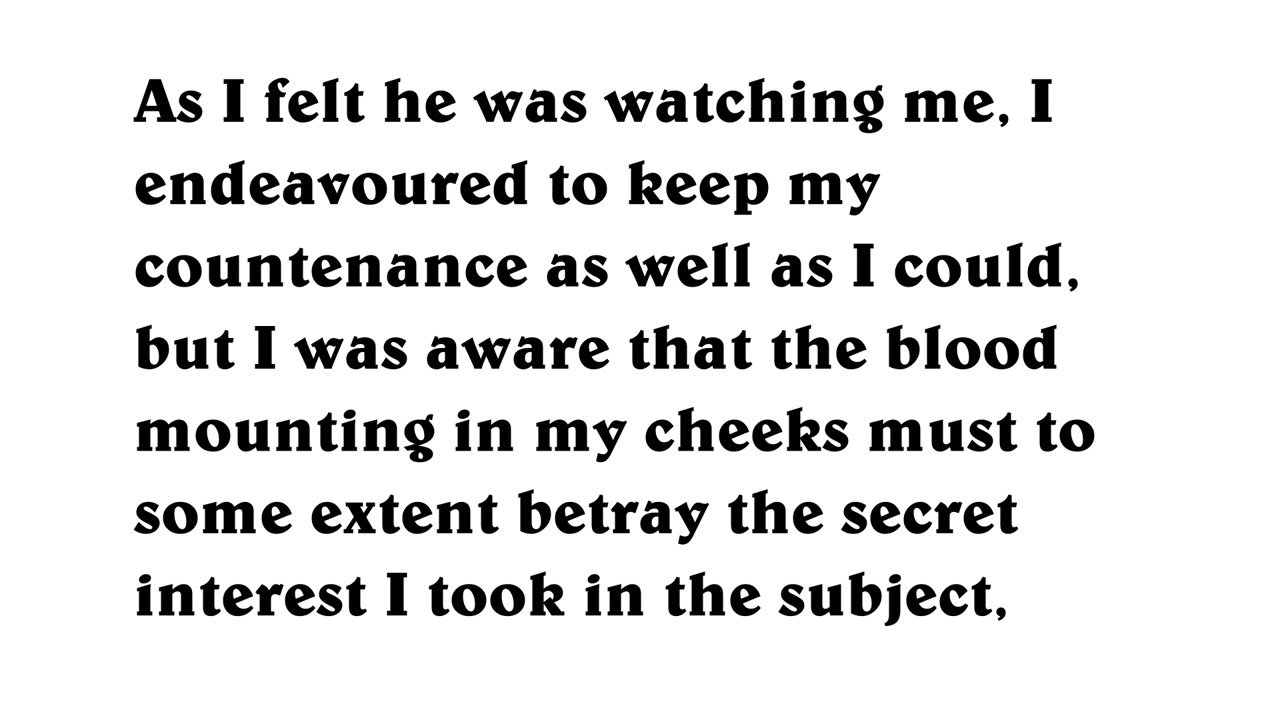 As I felt he was watching me, I
endeavoured to keep my
countenance as well as I could,
but I was aware that the blood
mounting in my cheeks must to
some extent betray the secret
interest I took in the subject,